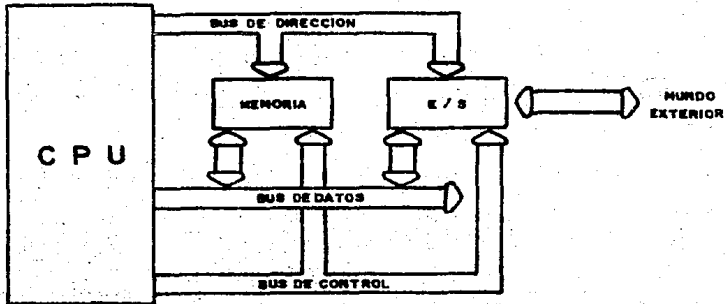 BUS DE DIRECCION
MEMORIA
E / S
MUNDO
EXTERIOR
C P U
BUS DE DATOS
BUS DE CONTROL